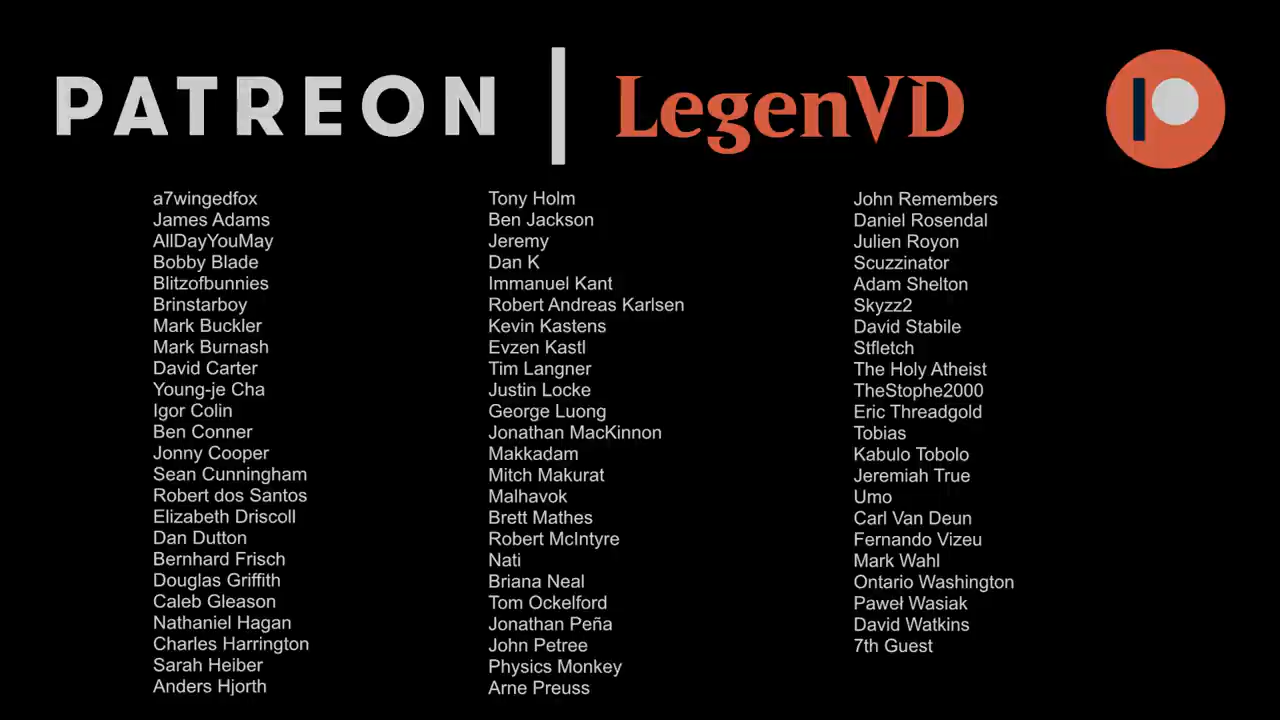 PATREON | LegenVD
a7wingedfox
James Adams
AllDayYouMay
Bobby Blade
Blitzofbunnies
Brinstarboy
Mark Buckler
Mark Burnash
David Carter
Young-je Cha
Igor Colin
Ben Conner
Jonny Cooper
Sean Cunningham
Robert dos Santos
Elizabeth Driscoll
Dan Dutton
Bernhard Frisch
Douglas Griffith
Caleb Gleason
Nathaniel Hagan
Charles Harrington
Sarah Heiber
Anders Hjorth
Tony Holm
Ben Jackson
Jeremy
Dan K
Immanuel Kant
Robert Andreas Karlsen
Kevin Kastens
Evzen Kastl
Tim Langner
Justin Locke
George Luong
Jonathan MacKinnon
Makkadam
Mitch Makurat
Malhavok
Brett Mathes
Robert McIntyre
Nati
Briana Neal
Tom Ockelford
Jonathan Peña
John Petree
Physics Monkey
Arne Preuss
John Remembers
Daniel Rosendal
Julien Royon
Scuzzinator
Adam Shelton
Skyzz2
David Stabile
Stfletch
The Holy Atheist
TheStophe2000
Eric Threadgold
Tobias
Kabulo Tobolo
Jeremiah True
Umo
Carl Van Deun
Fernando Vizeu
Mark Wahl
Ontario Washington
Paweł Wasiak
David Watkins
7th Guest